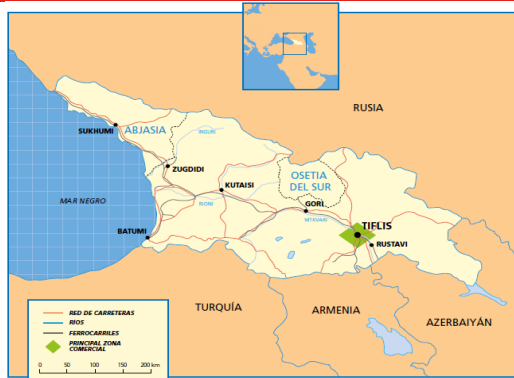 RUSIA
SUKHUMI
ABJASIA
INGURI
ZUGDIDI
KUTAISI
OSETIA
DEL SUR
MAR NEGRO
RIONI
GORI
MTKVARI
TIFLIS
BATUMI
RUSTAVI
TURQUÍA
ARMENIA
AZERBAIYÁN
RED DE CARRETERAS
RIOS
FERROCARRILES
PRINCIPAL ZONA
COMERCIAL
0 50 100 150 200 km